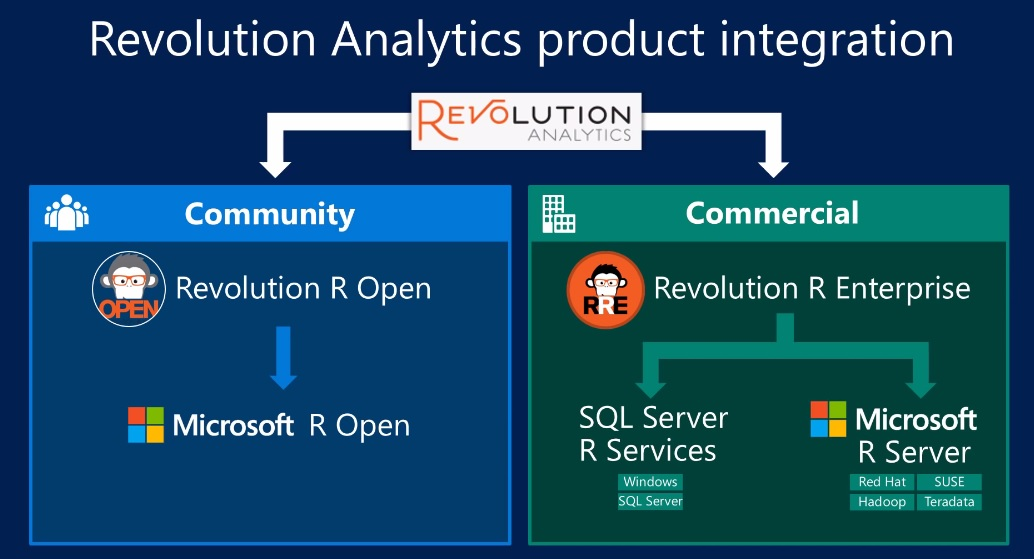 Revolution Analytics product integration
REVOLUTION
ANALYTICS
Community
OPEN
Revolution R Open
Microsoft R Open
Commercial
RRE
Revolution R Enterprise
SQL Server
R Services
Windows
SQL Server
Microsoft
R Server
Red Hat SUSE
Hadoop Teradata